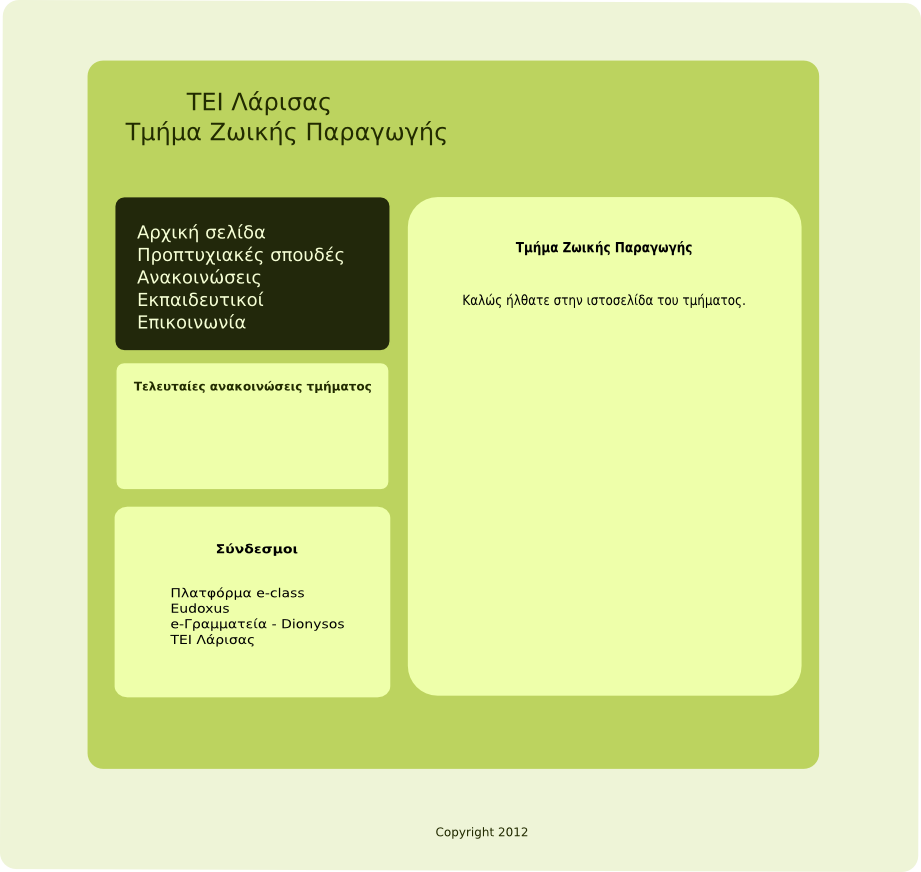 ΤΕΙ Λάρισας
Τμήμα Ζωικής Παραγωγής
Αρχική σελίδα
Προπτυχιακές σπουδές
Ανακοινώσεις
Εκπαιδευτικοί
Επικοινωνία
Τελευταίες ανακοινώσεις τμήματος
Σύνδεσμοι
Πλατφόρμα e-class
Eudoxus
e-Γραμματεία - Dionysos
ΤΕΙ Λάρισας
Τμήμα Ζωικής Παραγωγής
Καλώς ήλθατε στην ιστοσελίδα του τμήματος.
Copyright 2012